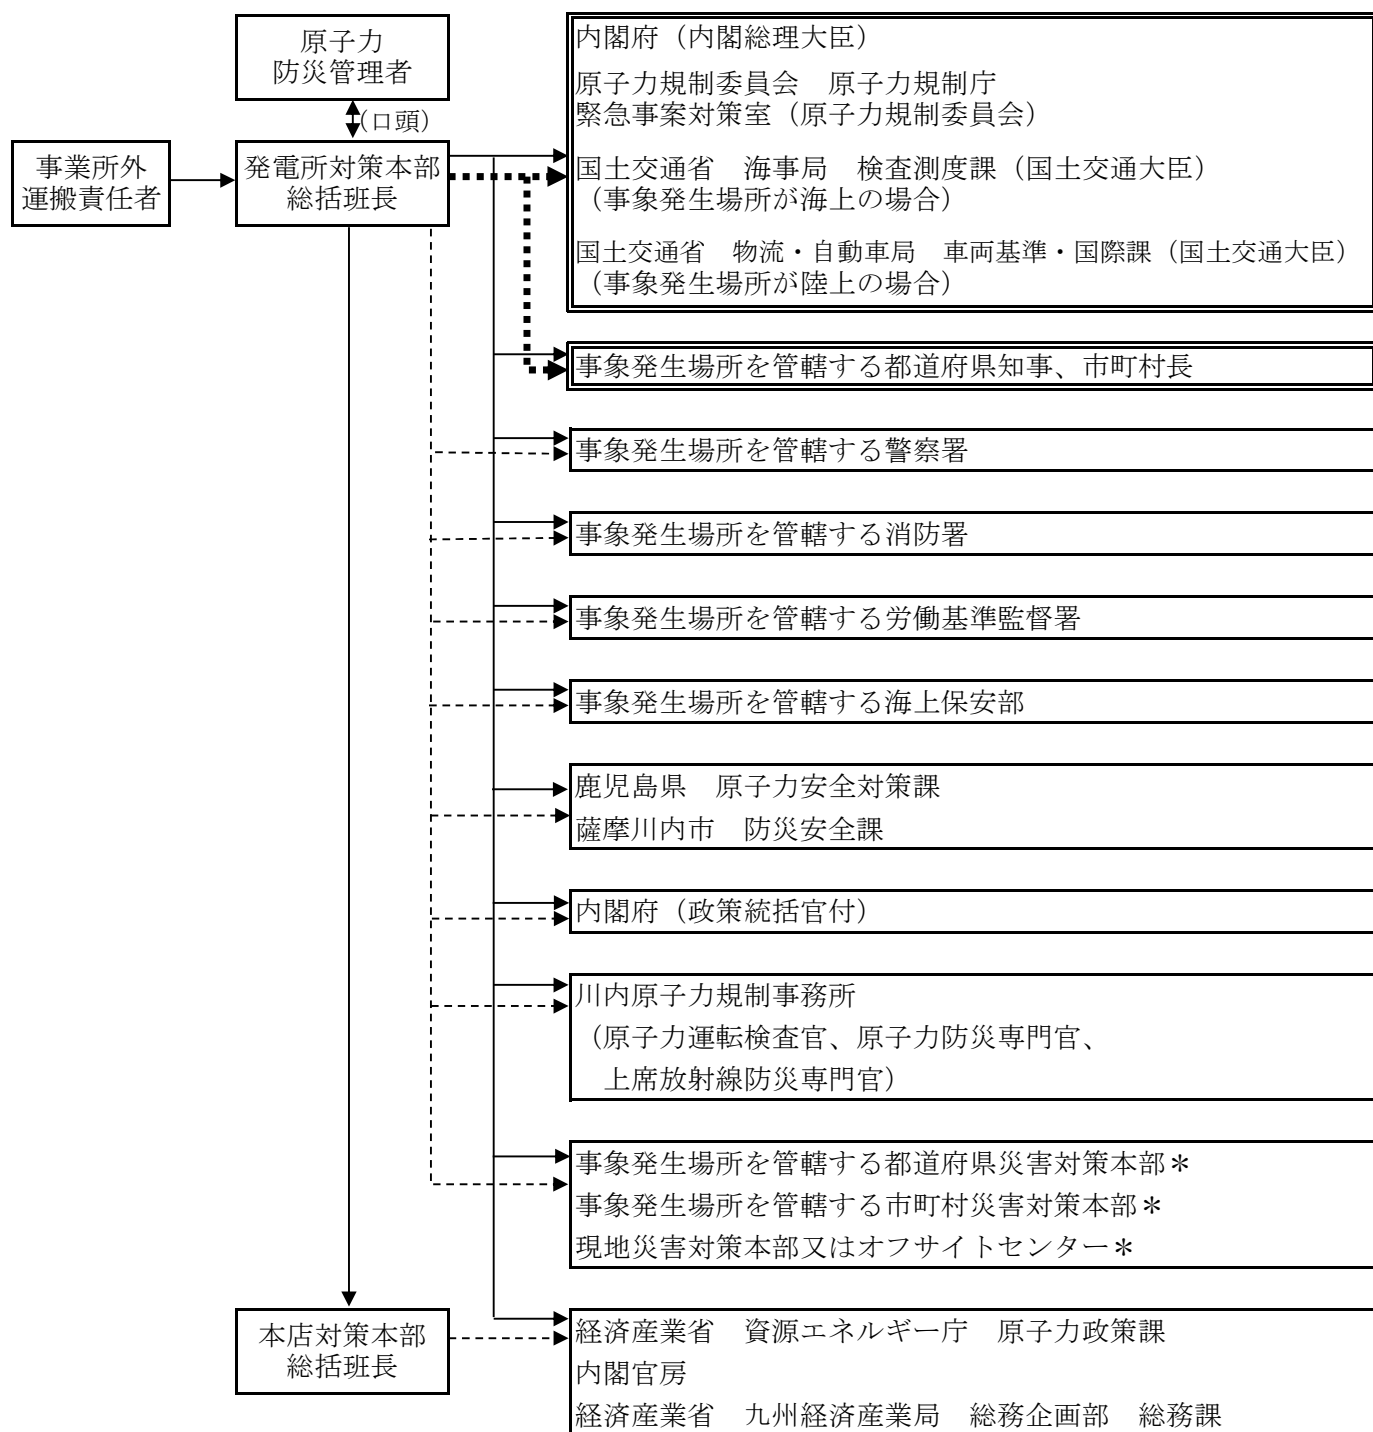 原子力
防災管理者
(口頭)
事業所外
運搬責任者
発電所対策本部
総括班長
内閣府（内閣総理大臣）
原子力規制委員会　原子力規制庁
緊急事案対策室（原子力規制委員会）
国土交通省　海事局　検査測度課（国土交通大臣）
（事象発生場所が海上の場合）
国土交通省　物流・自動車局　車両基準・国際課（国土交通大臣）
（事象発生場所が陸上の場合）
事象発生場所を管轄する都道府県知事、市町村長
事象発生場所を管轄する警察署
事象発生場所を管轄する消防署
事象発生場所を管轄する労働基準監督署
事象発生場所を管轄する海上保安部
鹿児島県　原子力安全対策課
薩摩川内市　防災安全課
内閣府（政策統括官付）
川内原子力規制事務所
（原子力運転検査官、原子力防災専門官、
上席放射線防災専門官）
事象発生場所を管轄する都道府県災害対策本部＊
事象発生場所を管轄する市町村災害対策本部＊
現地災害対策本部又はオフサイトセンター＊
本店対策本部
総括班長
経済産業省　資源エネルギー庁　原子力政策課
内閣官房
経済産業省　九州経済産業局　総務企画部　総務課